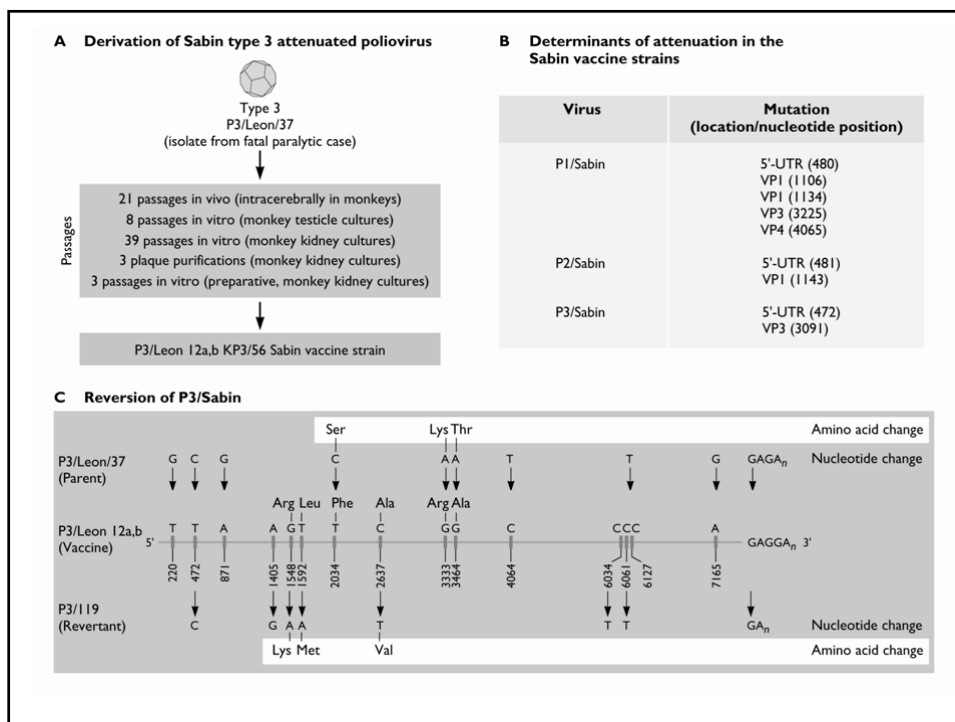 A Derivation of Sabin type 3 attenuated poliovirus
Type 3
P3/Leon/37
(isolate from fatal paralytic case)
Passages
21 passages in vivo (intracerebrally in monkeys)
8 passages in vitro (monkey testicle cultures)
39 passages in vitro (monkey kidney cultures)
3 plaque purifications (monkey kidney cultures)
3 passages in vitro (preparative, monkey kidney cultures)
P3/Leon 12a,b KP3/56 Sabin vaccine strain
B Determinants of attenuation in the
Sabin vaccine strains
Virus Mutation
(location/nucleotide position)
P1/Sabin 5'-UTR (480)
VP1 (1106)
VP1 (1134)
VP3 (3225)
VP4 (4065)
P2/Sabin 5'-UTR (481)
VP1 (1143)
P3/Sabin 5'-UTR (472)
VP3 (3091)
C Reversion of P3/Sabin
Ser Lys Thr Amino acid change
P3/Leon/37 G C G C A A T T G GAGAn Nucleotide change
(Parent)
Arg Leu Phe Ala Arg Ala
P3/Leon 12a,b T T A A G T T C G G C C C C A
(Vaccine) 5' GAGGAn 3'
220 472 871 1405 1548 1592 2034 2637 3333 3464 4064 6034 6061 6127 7165
P3/119
(Revertant) C G A A T T T GAn Nucleotide change
Lys Met Val Amino acid change